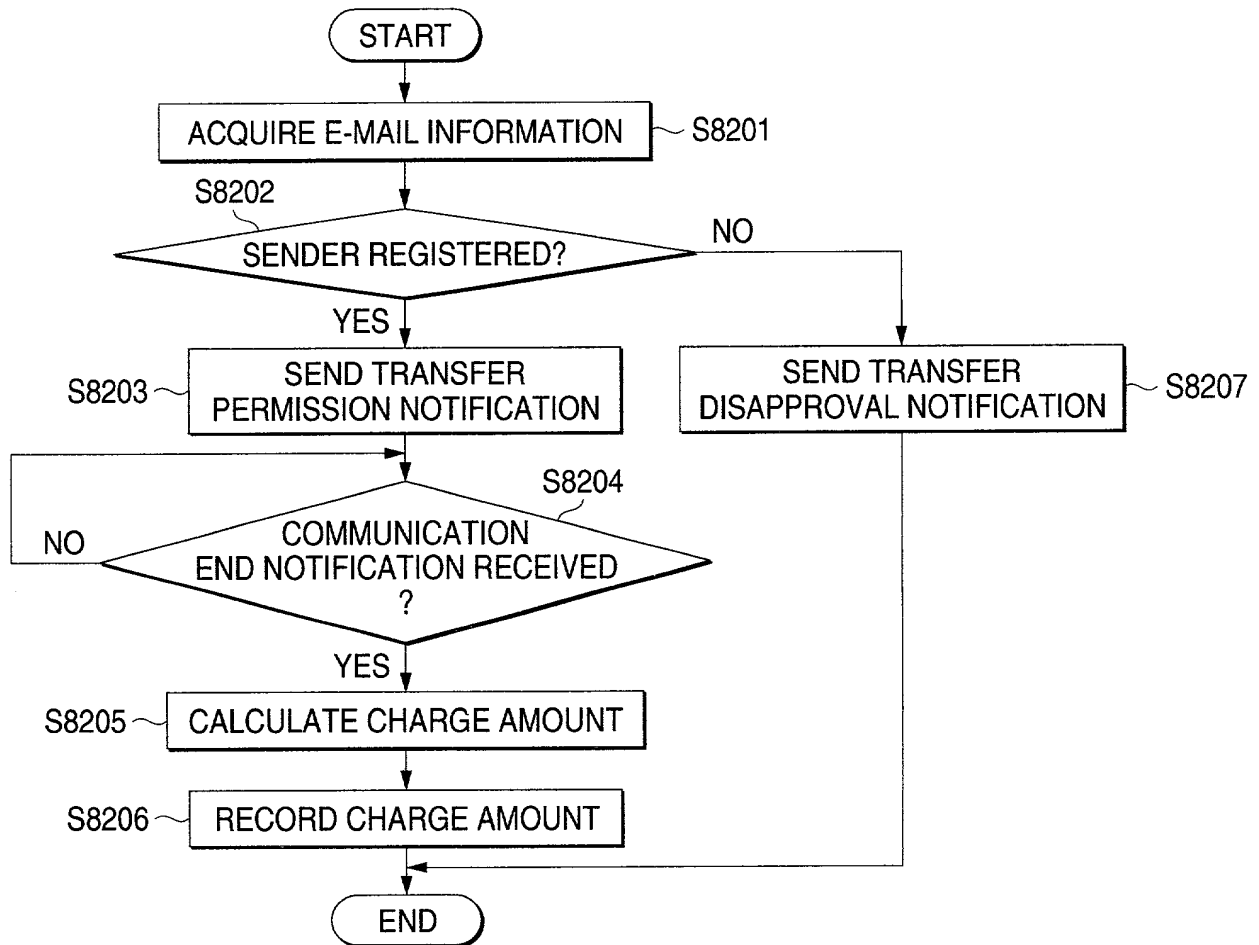 START
ACQUIRE E-MAIL INFORMATION
S8201
S8202
SENDER REGISTERED?
NO
YES
S8203
SEND TRANSFER
PERMISSION NOTIFICATION
SEND TRANSFER
DISAPPROVAL NOTIFICATION
S8207
S8204
NO
COMMUNICATION
END NOTIFICATION RECEIVED
?
YES
S8205
CALCULATE CHARGE AMOUNT
S8206
RECORD CHARGE AMOUNT
END